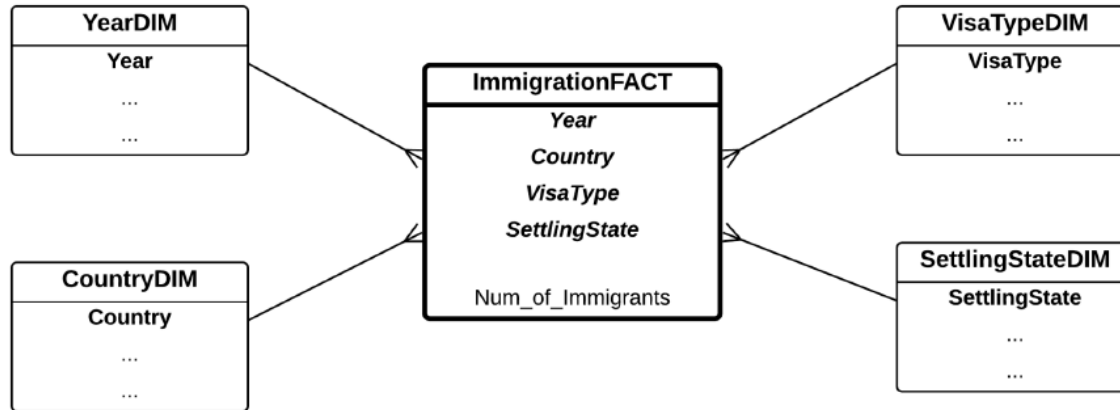 YearDIM
Year
...
...
CountryDIM
Country
...
...
ImmigrationFACT
Year
Country
VisaType
SettlingState
Num_of_Immigrants
VisaTypeDIM
VisaType
...
...
SettlingStateDIM
SettlingState
...
...